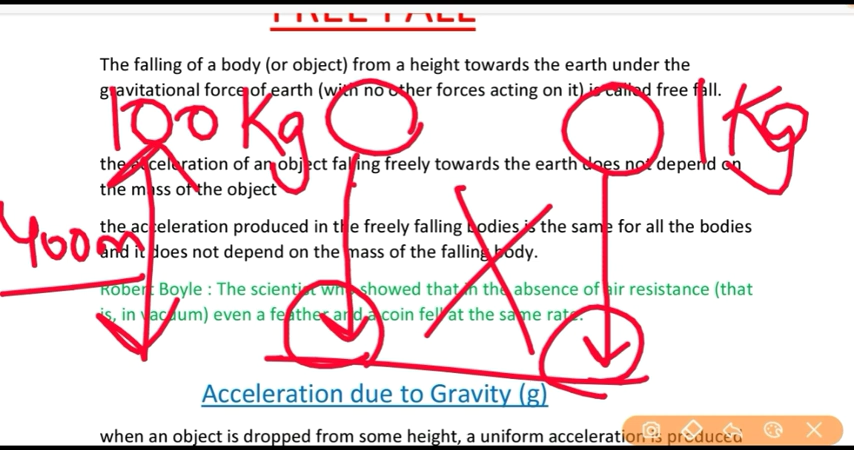 FREE FALL
The falling of a body (or object) from a height towards the earth under the
gravitational force of earth (with no other forces acting on it) is called free fall.
100 Kg
1 Kg
the acceleration of an object falling freely towards the earth does not depend on
the mass of the object
the acceleration produced in the freely falling bodies is the same for all the bodies
400m
and it does not depend on the mass of the falling body.
Robert Boyle : The scientist who showed that in the absence of air resistance (that
is, in vacuum) even a feather and a coin fell at the same rate.
Acceleration due to Gravity (g)
when an object is dropped from some height, a uniform acceleration is produced